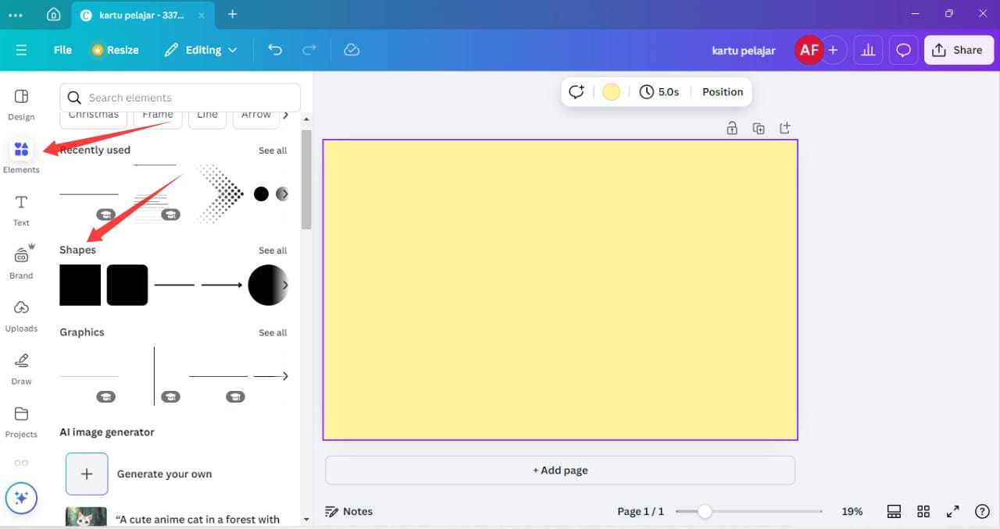 kartu pelajar - 337...
File
Resize
Editing
kartu pelajar
AF
Share
Design
Elements
Text
Brand
CO
Uploads
Draw
Projects
Search elements
Christmas
Frame
Line
Arrow
Recently used
See all
Shapes
See all
Graphics
See all
AI image generator
Generate your own
“A cute anime cat in a forest with
5.0s
Position
+ Add page
Notes
Page 1 / 1
19%